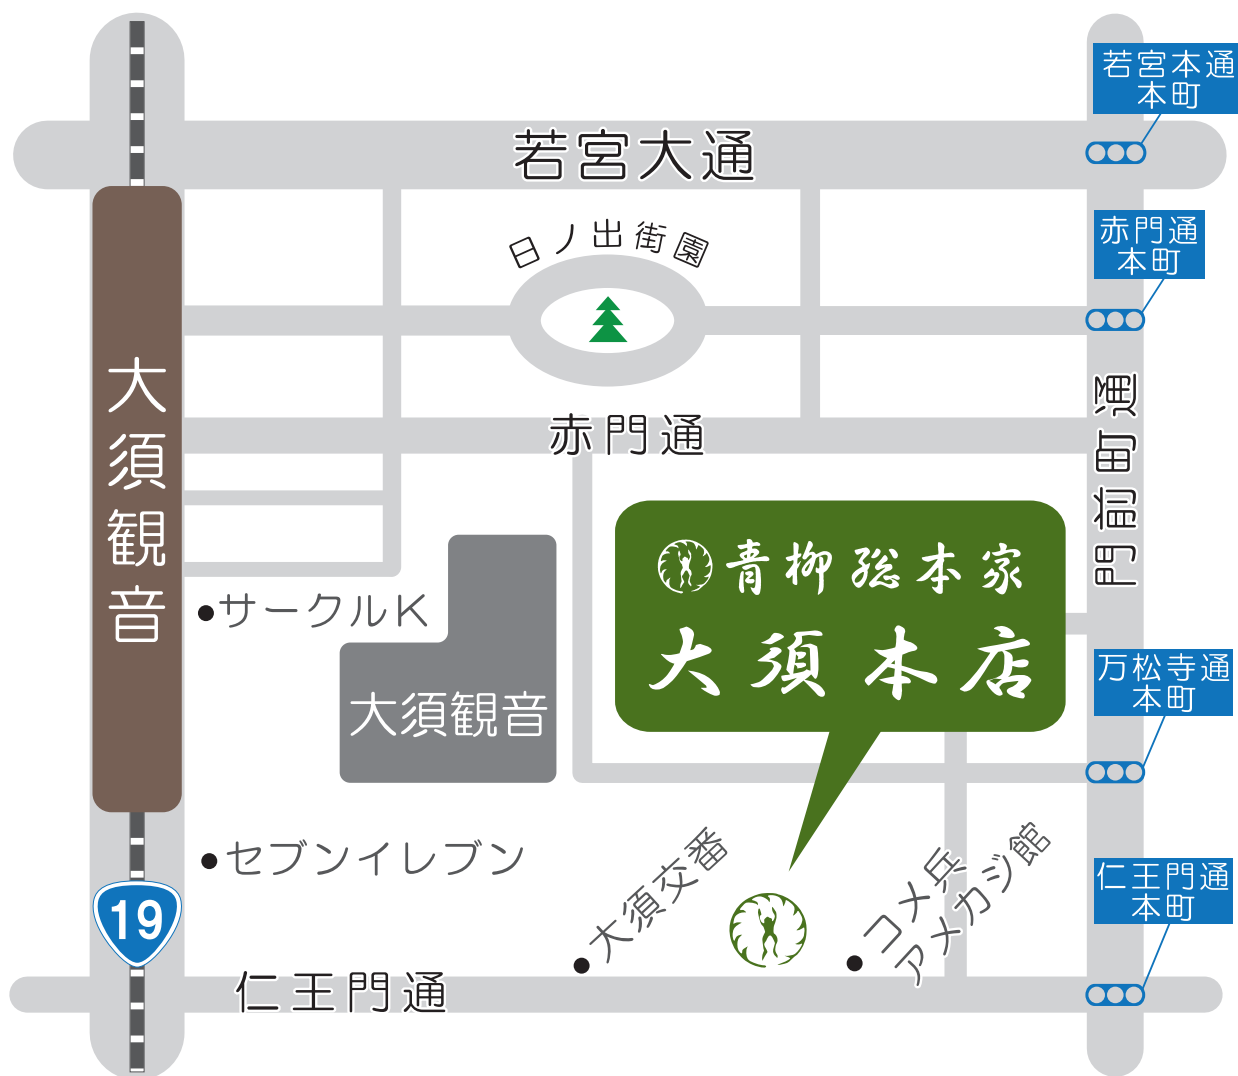 若宮本通
本町
若宮大通
赤門通
本町
日ノ出街園
大須観音
門前町通
赤門通
青柳総本家
大須本店
サークルK
大須観音
万松寺通
本町
セブンイレブン
大須交番
コメ兵
アメカジ館
仁王門通
本町
19
仁王門通